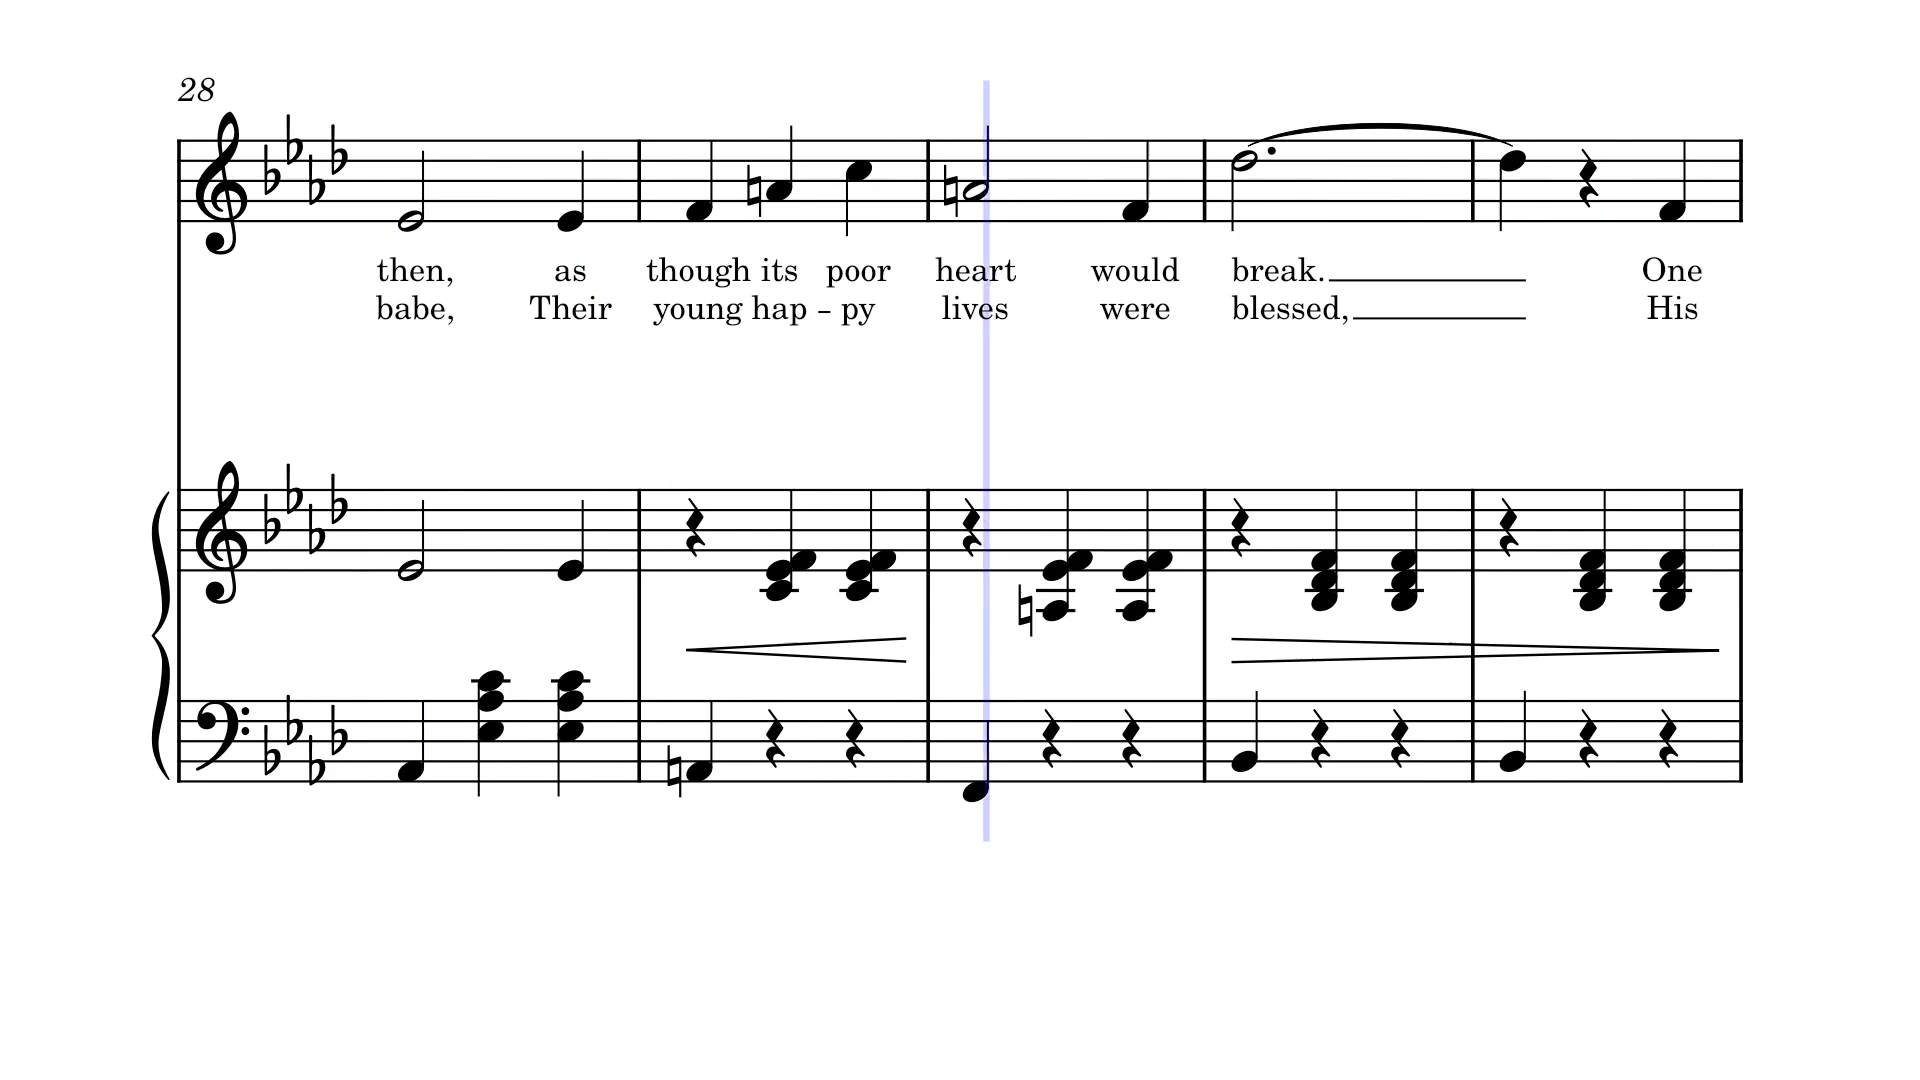 28
then, as though its poor heart would break. One
babe, Their young hap - py lives were blessed, His